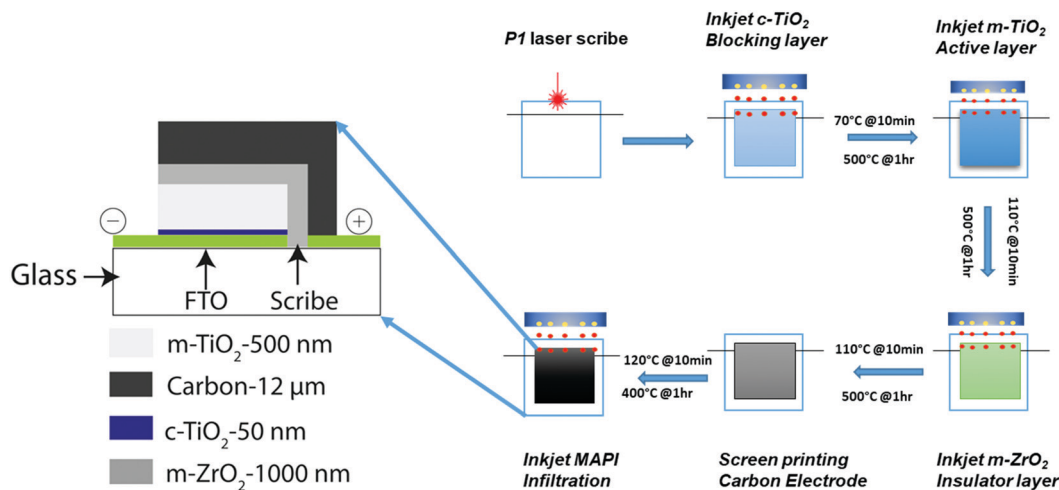 P1 laser scribe
Inkjet c-TiO₂
Blocking layer
Inkjet m-TiO₂
Active layer
70°C @10min
500°C @1hr
110°C @10min
500°C @1hr
−
+
Glass
FTO
Scribe
m-TiO₂-500 nm
Carbon-12 µm
c-TiO₂-50 nm
m-ZrO₂-1000 nm
120°C @10min
400°C @1hr
110°C @10min
500°C @1hr
Inkjet MAPI
Infiltration
Screen printing
Carbon Electrode
Inkjet m-ZrO₂
Insulator layer